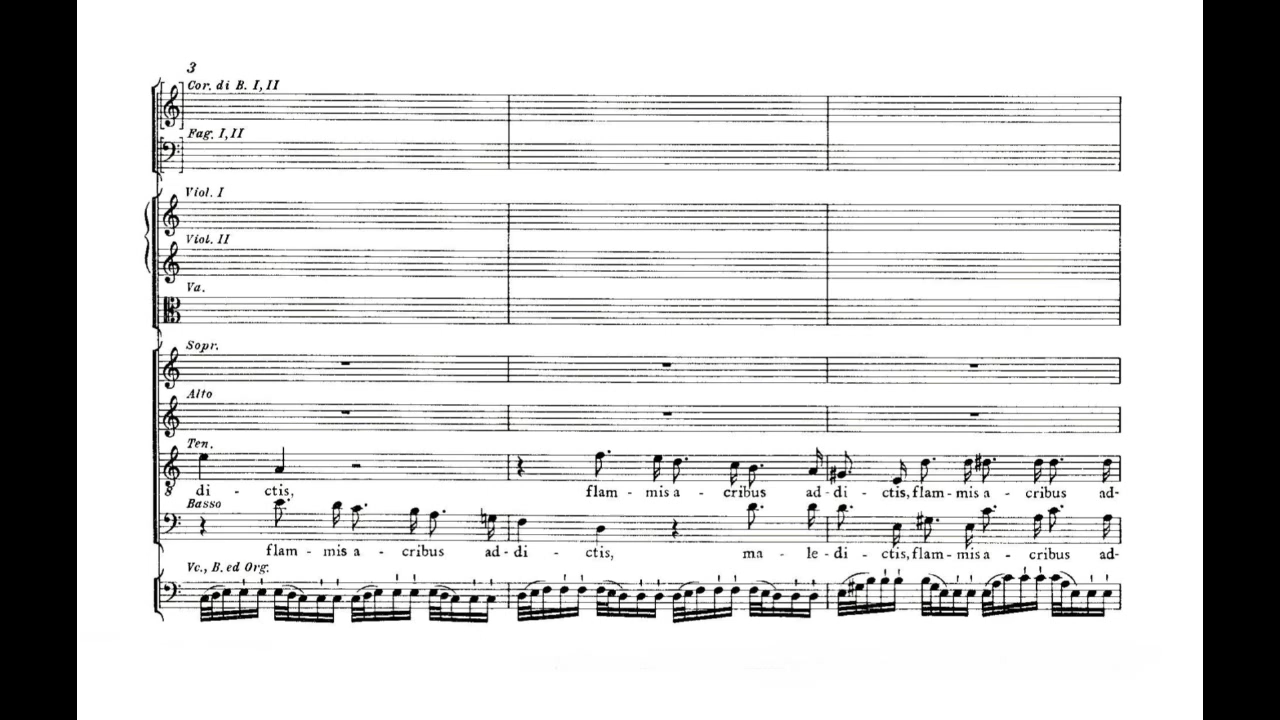 3
Cor. di B. I, II
Fag. I, II
Viol. I
Viol. II
Va.
Sopr.
Alto
Ten.
8
di - ctis, flam - mis a - cribus ad - di - ctis, flam - mis a - cribus ad-
Basso
flam - mis a - cribus ad - di - ctis, ma - le - di - ctis, flam - mis a - cribus ad-
Vc., B. ed Org.